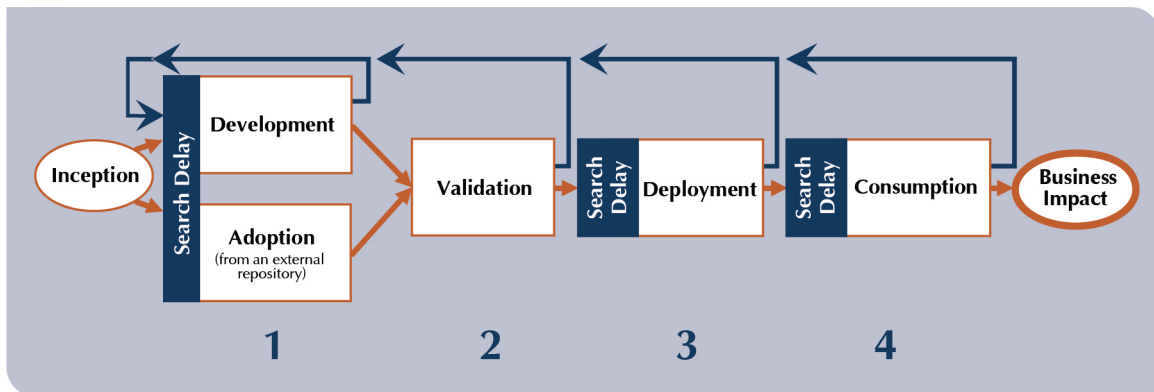 Inception
Search Delay
Development
Adoption
(from an external
repository)
Validation
Search
Delay
Deployment
Search
Delay
Consumption
Business
Impact
1
2
3
4